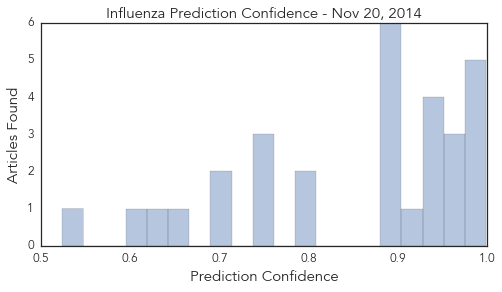 Influenza Prediction Confidence - Nov 20, 2014
Articles Found
6
5
4
3
2
1
0
0.5 0.6 0.7 0.8 0.9 1.0
Prediction Confidence